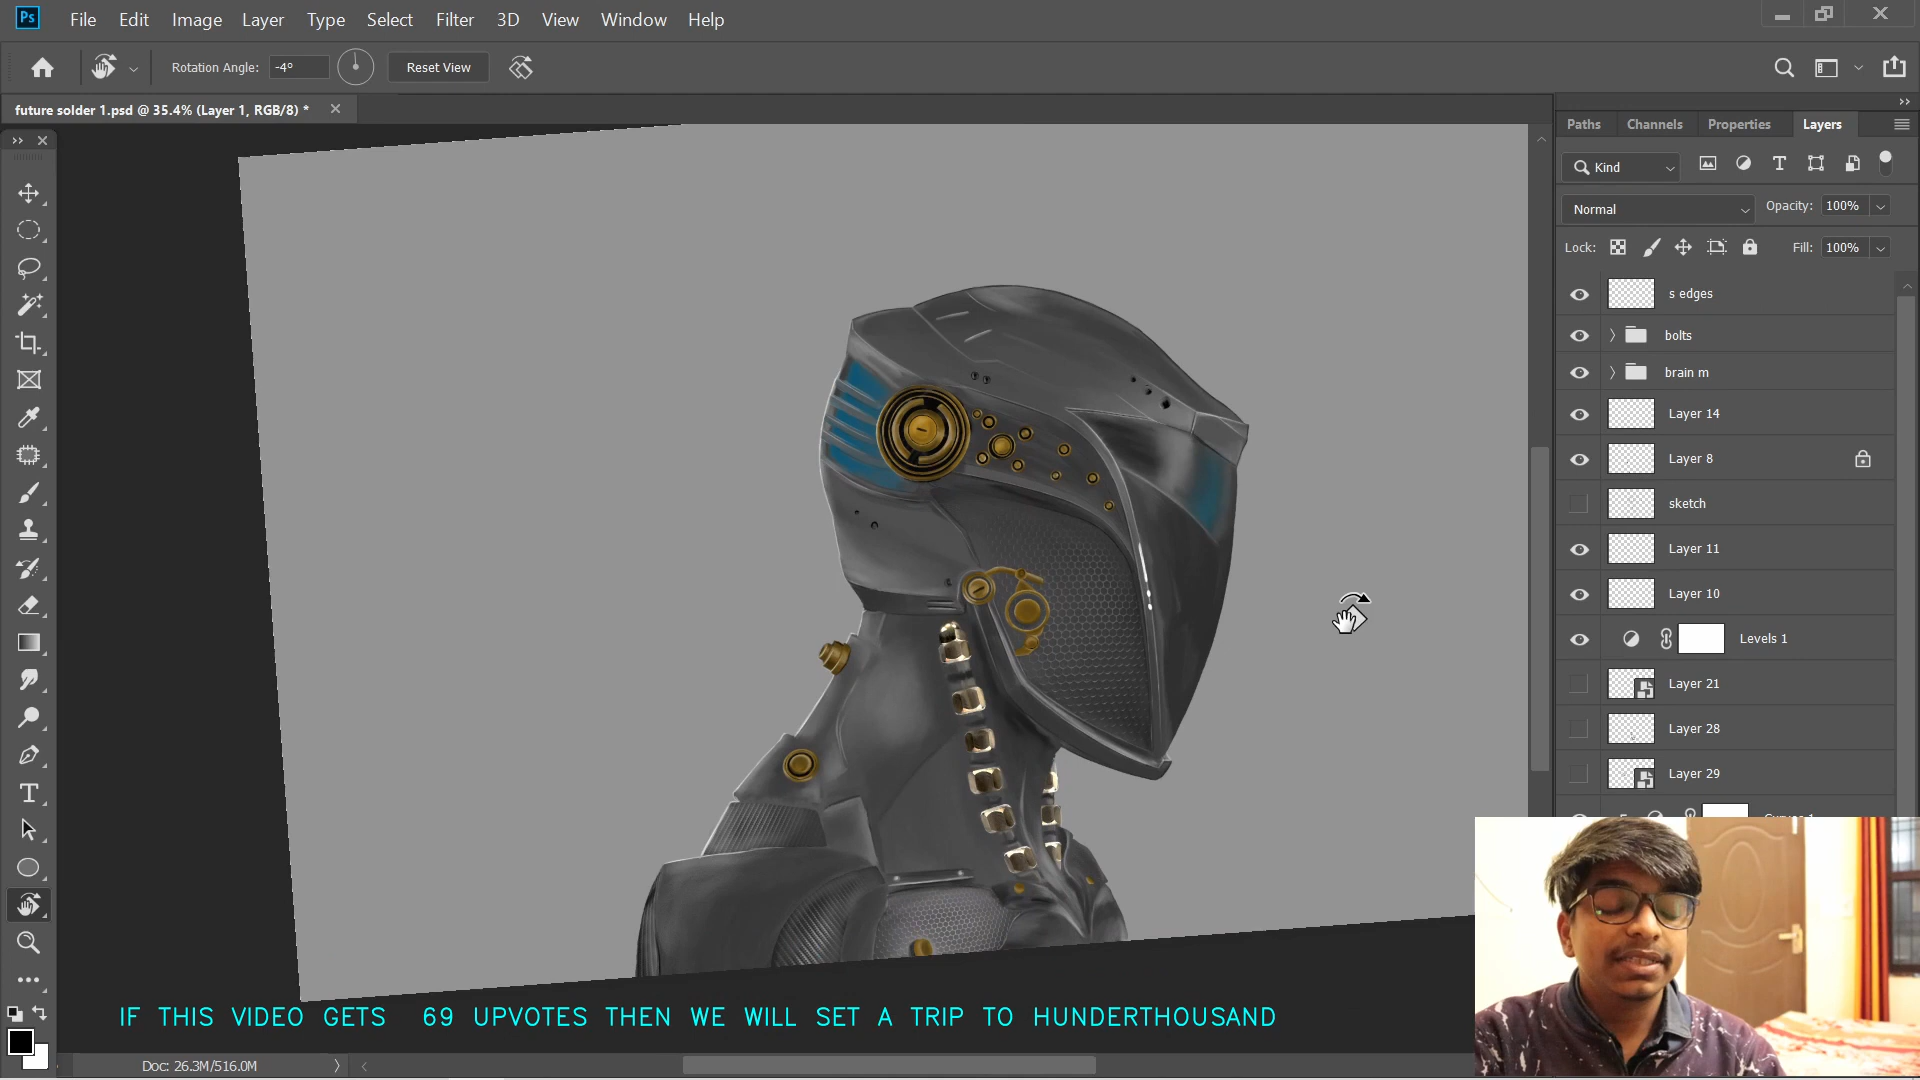 Ps File Edit Image Layer Type Select Filter 3D View Window Help
Rotation Angle: -4° Reset View
future solder 1.psd @ 35.4% (Layer 1, RGB/8) *
Paths Channels Properties Layers
Kind
Normal Opacity: 100%
Lock: Fill: 100%
s edges
bolts
brain m
Layer 14
Layer 8
sketch
Layer 11
Layer 10
Levels 1
Layer 21
Layer 28
Layer 29
IF THIS VIDEO GETS 69 UPVOTES THEN WE WILL SET A TRIP TO HUNDERTHOUSAND
Doc: 26.3M/516.0M